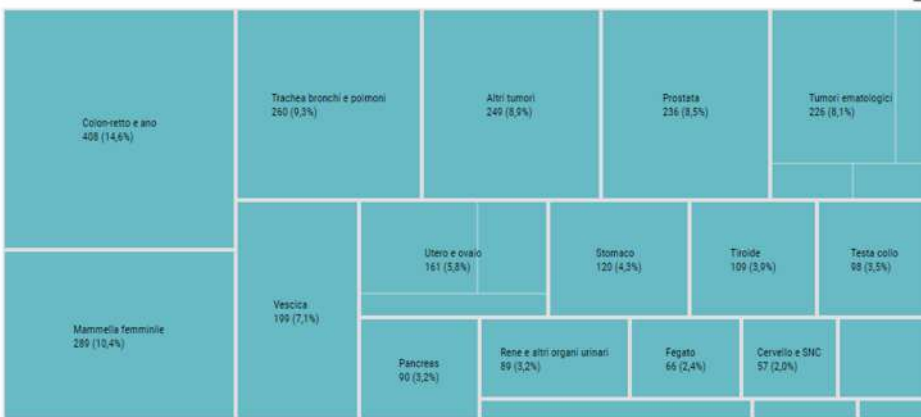 Colon-retto e ano
408 (14,6%)
Trachea bronchi e polmoni
260 (9,3%)
Altri tumori
249 (8,9%)
Prostata
236 (8,5%)
Tumori ematologici
226 (8,1%)
Mammella femminile
289 (10,4%)
Vescica
199 (7,1%)
Utero e ovaio
161 (5,8%)
Stomaco
120 (4,3%)
Tiroide
109 (3,9%)
Testa collo
98 (3,5%)
Pancreas
90 (3,2%)
Rene e altri organi urinari
89 (3,2%)
Fegato
66 (2,4%)
Cervello e SNC
57 (2,0%)